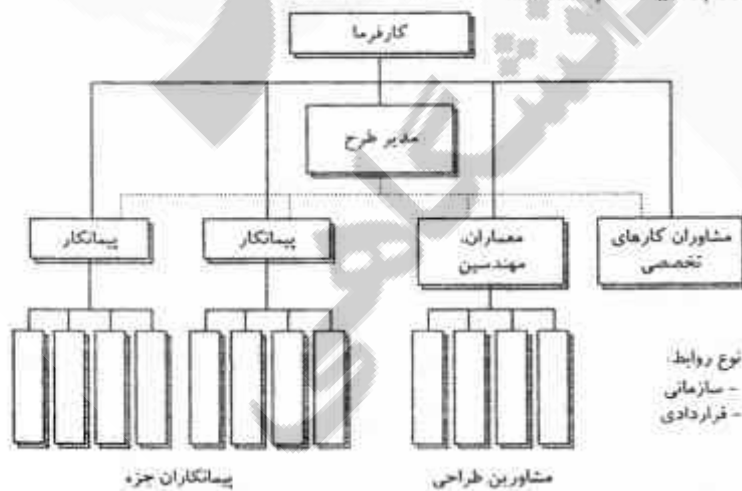 کارفرما
مدیر طرح
مشاوران کارهای
تخصصی
معماران،
مهندسین
پیمانکار
پیمانکار
نوع روابط:
- سازمانی
- قراردادی
مشاورین طراحی
پیمانکاران جزء